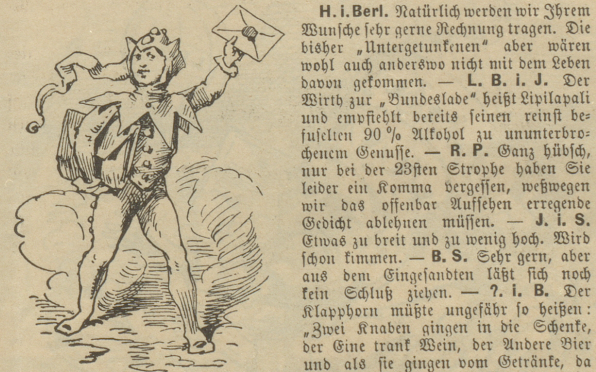 H. i. Berl. Natürlich werden wir Ihrem
Wunsche sehr gerne Rechnung tragen. Die
bisher „Untergetunkenen“ aber wären
wohl auch anderswo nicht mit dem Leben
davon gekommen. — L. B. i. J. Der
Wirth zur „Bundeslade“ heißt Lipilapali
und empfiehlt bereits seinen reinst be-
fuselten 90 % Alkohol zu ununterbro-
chenem Genusse. — R. P. Ganz hübsch,
nur bei der 23sten Strophe haben Sie
leider ein Komma vergessen, weßwegen
wir das offenbar Aufsehen erregende
Gedicht ablehnen müssen. — J. i. S.
Etwas zu breit und zu wenig hoch. Wird
schon kimmen. — B. S. Sehr gern, aber
aus dem Eingesandten läßt sich noch
kein Schluß ziehen. — ?. i. B. Der
Klapphorn müßte ungefähr so heißen:
„Zwei Knaben gingen in die Schenke,
der Eine trank Wein, der Andere Bier
und als sie gingen vom Getränke, da